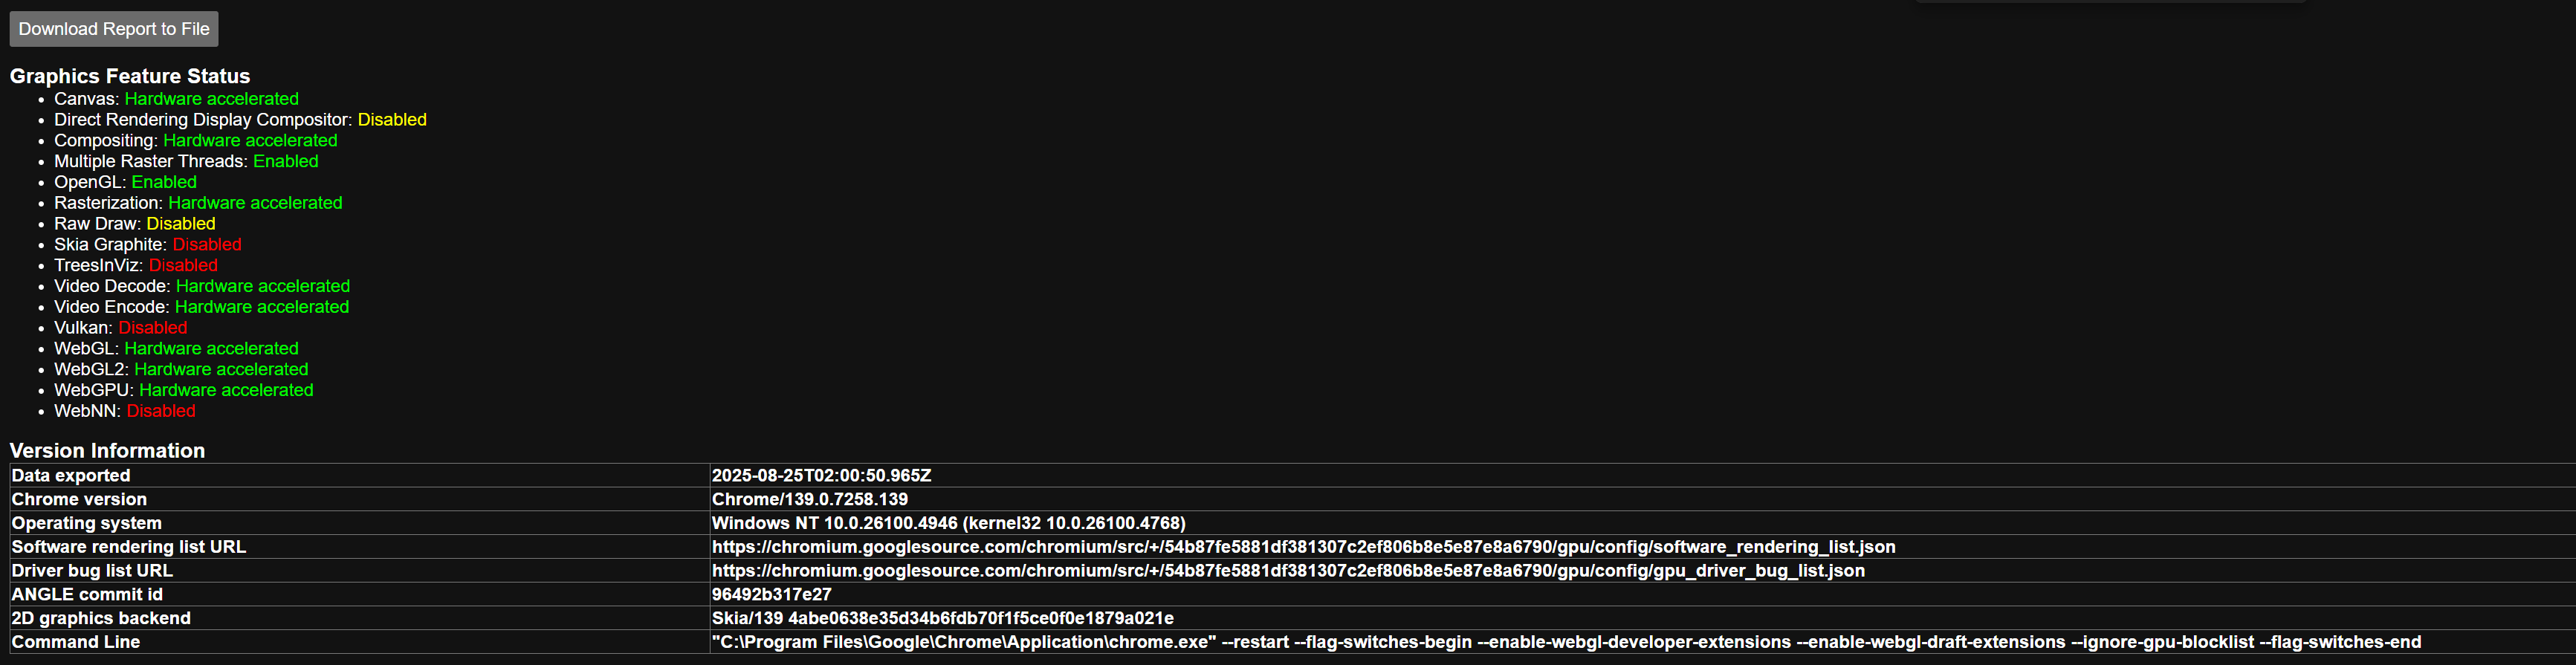 Download Report to File
Graphics Feature Status
• Canvas: Hardware accelerated
• Direct Rendering Display Compositor: Disabled
• Compositing: Hardware accelerated
• Multiple Raster Threads: Enabled
• OpenGL: Enabled
• Rasterization: Hardware accelerated
• Raw Draw: Disabled
• Skia Graphite: Disabled
• TreesInViz: Disabled
• Video Decode: Hardware accelerated
• Video Encode: Hardware accelerated
• Vulkan: Disabled
• WebGL: Hardware accelerated
• WebGL2: Hardware accelerated
• WebGPU: Hardware accelerated
• WebNN: Disabled
Version Information
Data exported 2025-08-25T02:00:50.965Z
Chrome version Chrome/139.0.7258.139
Operating system Windows NT 10.0.26100.4946 (kernel32 10.0.26100.4768)
Software rendering list URL https://chromium.googlesource.com/chromium/src/+/54b87fe5881df381307c2ef806b8e5e87e8a6790/gpu/config/software_rendering_list.json
Driver bug list URL https://chromium.googlesource.com/chromium/src/+/54b87fe5881df381307c2ef806b8e5e87e8a6790/gpu/config/gpu_driver_bug_list.json
ANGLE commit id 96492b317e27
2D graphics backend Skia/139 4abe0638e35d34b6fdb70f1f5ce0f0e1879a021e
Command Line "C:\Program Files\Google\Chrome\Application\chrome.exe" --restart --flag-switches-begin --enable-webgl-developer-extensions --enable-webgl-draft-extensions --ignore-gpu-blocklist --flag-switches-end